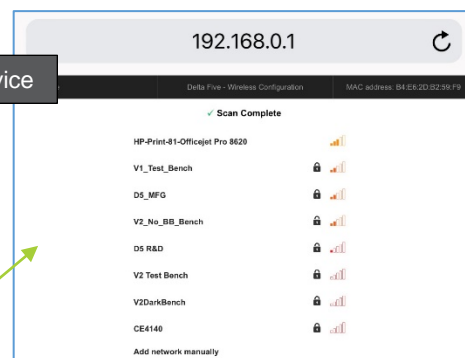 192.168.0.1
vice
Delta Five - Wireless Configuration
MAC address: B4:E6:2D:B2:59:F9
✓ Scan Complete
HP-Print-81-Officejet Pro 8620
V1_Test_Bench
D5_MFG
V2_No_BB_Bench
D5 R&D
V2 Test Bench
V2DarkBench
CE4140
Add network manually